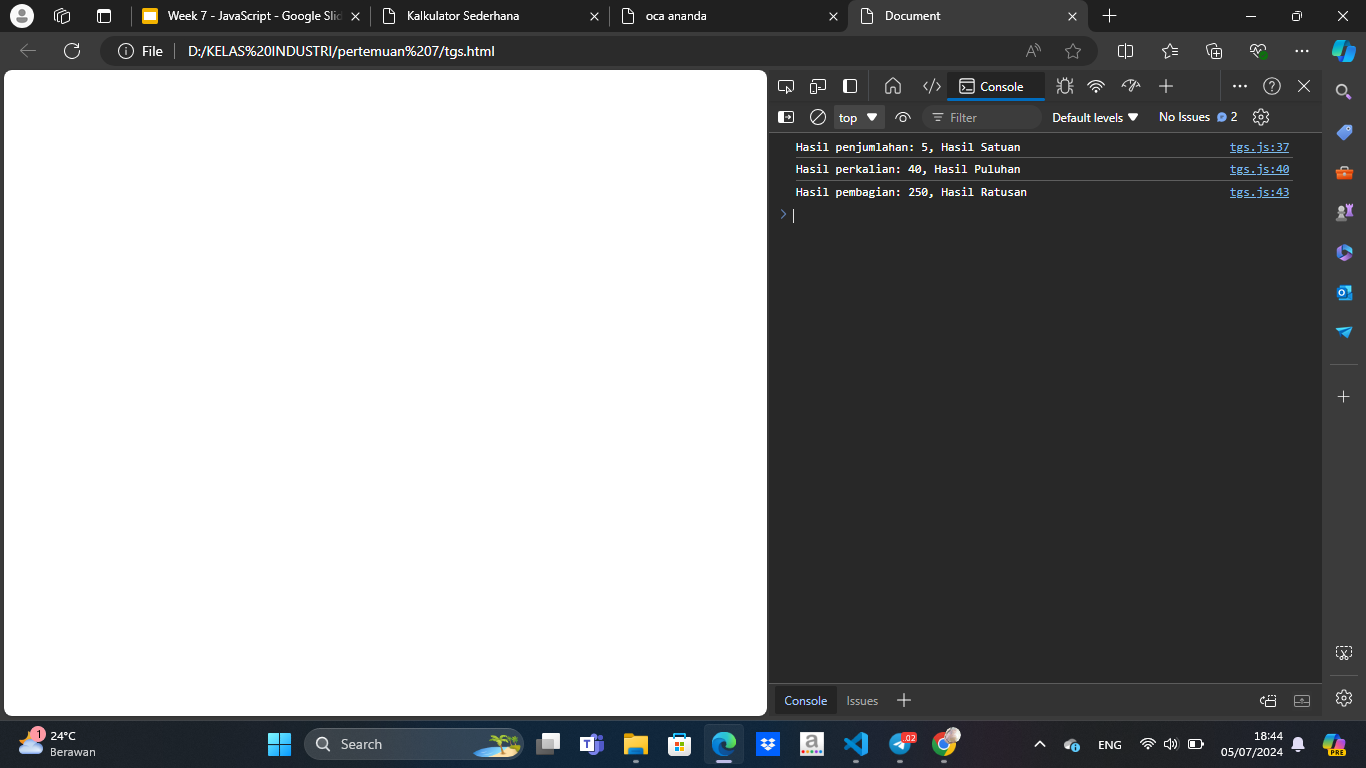 Week 7 - JavaScript - Google Slid
Kalkulator Sederhana
oca ananda
Document
File
D:/KELAS%20INDUSTRI/pertemuan%207/tgs.html
Console
top
Filter
Default levels
No Issues
2
Hasil penjumlahan: 5, Hasil Satuan tgs.js:37
Hasil perkalian: 40, Hasil Puluhan tgs.js:40
Hasil pembagian: 250, Hasil Ratusan tgs.js:43
Console
Issues
1
24°C
Berawan
Search
02
ENG
18:44
05/07/2024
PRE